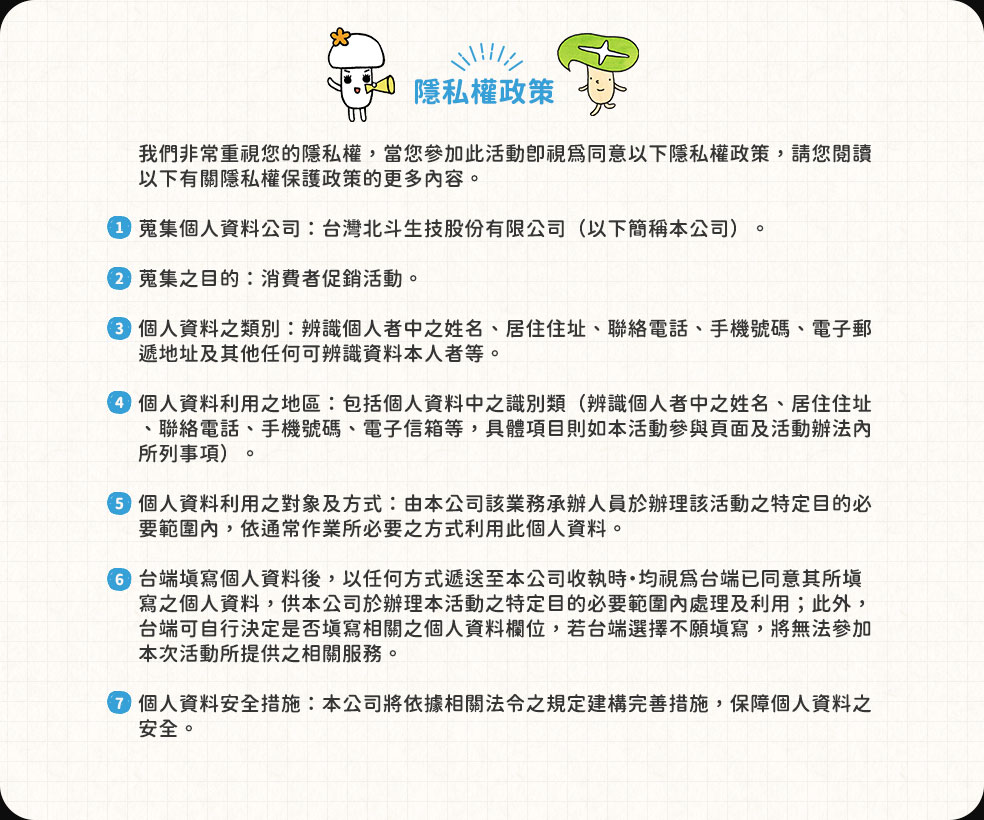 隱私權政策
我們非常重視您的隱私權，當您參加此活動即視為同意以下隱私權政策，請您閱讀
以下有關隱私權保護政策的更多內容。
1 蒐集個人資料公司：台灣北斗生技股份有限公司（以下簡稱本公司）。
2 蒐集之目的：消費者促銷活動。
3 個人資料之類別：辨識個人者中之姓名、居住住址、聯絡電話、手機號碼、電子郵
遞地址及其他任何可辨識資料本人者等。
4 個人資料利用之地區：包括個人資料中之識別類（辨識個人者中之姓名、居住住址
、聯絡電話、手機號碼、電子信箱等，具體項目則如本活動參與頁面及活動辦法內
所列事項）。
5 個人資料利用之對象及方式：由本公司該業務承辦人員於辦理該活動之特定目的必
要範圍內，依通常作業所必要之方式利用此個人資料。
6 台端填寫個人資料後，以任何方式遞送至本公司收執時·均視為台端已同意其所填
寫之個人資料，供本公司於辦理本活動之特定目的必要範圍內處理及利用；此外，
台端可自行決定是否填寫相關之個人資料欄位，若台端選擇不願填寫，將無法參加
本次活動所提供之相關服務。
7 個人資料安全措施：本公司將依據相關法令之規定建構完善措施，保障個人資料之
安全。